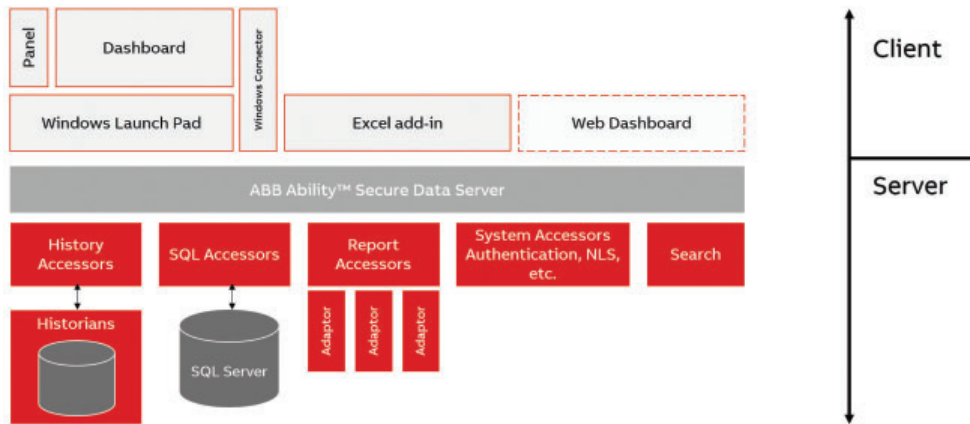 Panel
Dashboard
Windows Connector
Windows Launch Pad
Excel add-in
Web Dashboard
Client
ABB Ability™ Secure Data Server
Server
History
Accessors
SQL Accessors
Report
Accessors
System Accessors
Authentication, NLS,
etc.
Search
Historians
SQL Server
Adaptor
Adaptor
Adaptor